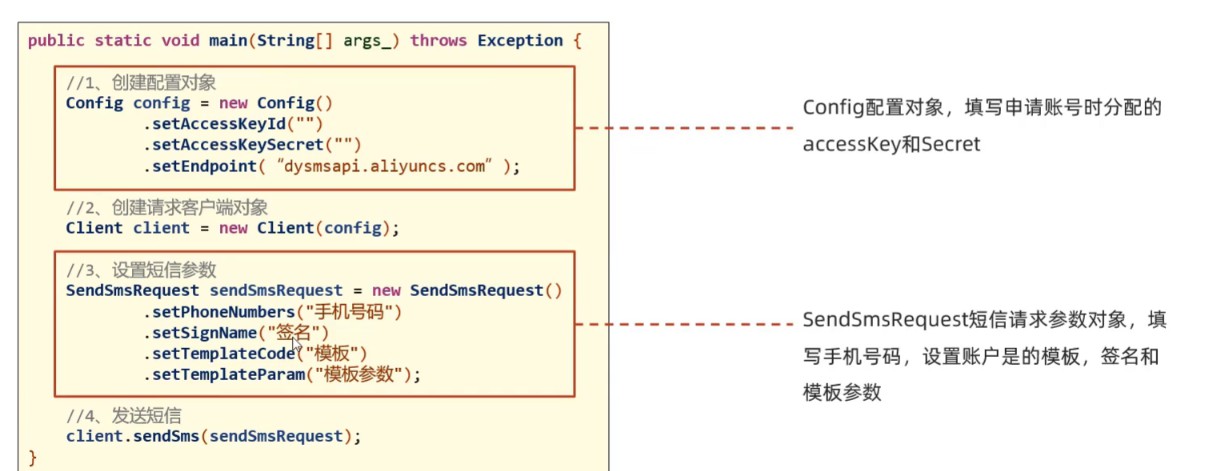 public static void main(String[] args_) throws Exception {
//1、创建配置对象
Config config = new Config()
.setAccessKeyId("")
.setAccessKeySecret("")
.setEndpoint( “dysmsapi.aliyuncs.com” );
//2、创建请求客户端对象
Client client = new Client(config);
//3、设置短信参数
SendSmsRequest sendSmsRequest = new SendSmsRequest()
.setPhoneNumbers("手机号码")
.setSignName("签名")
.setTemplateCode("模板")
.setTemplateParam("模板参数");
//4、发送短信
client.sendSms(sendSmsRequest);
}
Config配置对象，填写申请账号时分配的
accessKey和Secret
SendSmsRequest短信请求参数对象，填
写手机号码，设置账户是的模板，签名和
模板参数